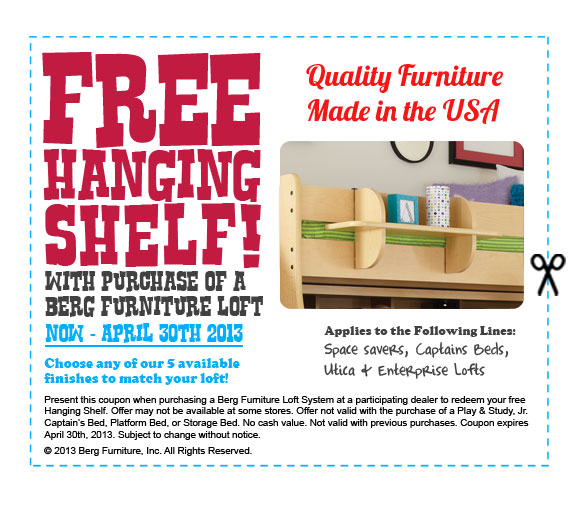 FREE
HANGING
SHELF!
WITH PURCHASE OF A
BERG FURNITURE LOFT
NOW - APRIL 30TH 2013
Choose any of our 5 available
finishes to match your loft!
Quality Furniture
Made in the USA
Applies to the Following Lines:
Space savers, Captains Beds,
Utica & Enterprise Lofts
Present this coupon when purchasing a Berg Furniture Loft System at a participating dealer to redeem your free
Hanging Shelf. Offer may not be available at some stores. Offer not valid with the purchase of a Play & Study, Jr.
Captain's Bed, Platform Bed, or Storage Bed. No cash value. Not valid with previous purchases. Coupon expires
April 30th, 2013. Subject to change without notice.
© 2013 Berg Furniture, Inc. All Rights Reserved.